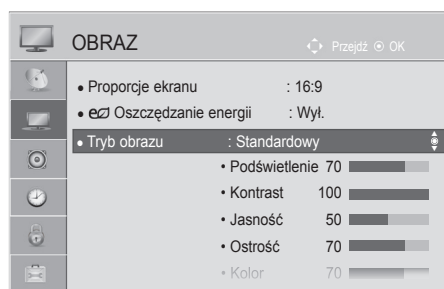 OBRAZ
Przejdź OK
• Proporcje ekranu : 16:9
• Oszczędzanie energii : Wył.
• Tryb obrazu : Standardowy
• Podświetlenie 70
• Kontrast 100
• Jasność 50
• Ostrość 70
• Kolor 70